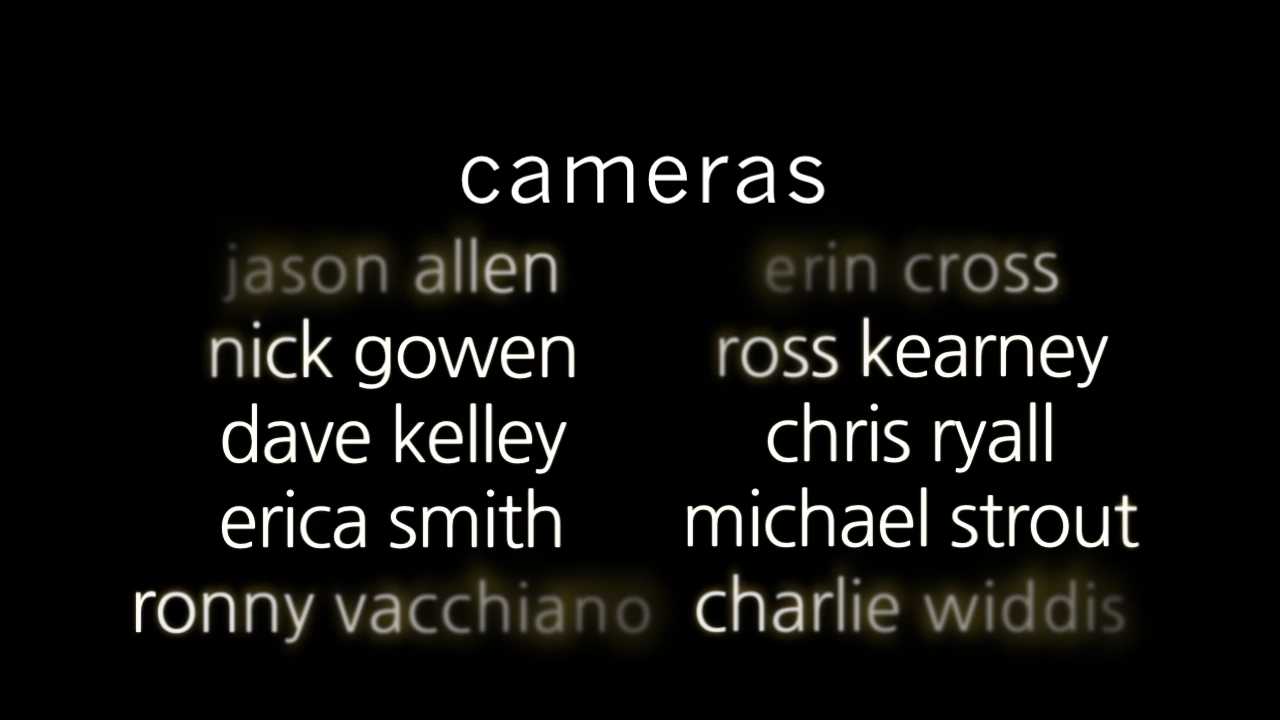 cameras
jason allen erin cross
nick gowen ross kearney
dave kelley chris ryall
erica smith michael strout
ronny vacchiano charlie widdis